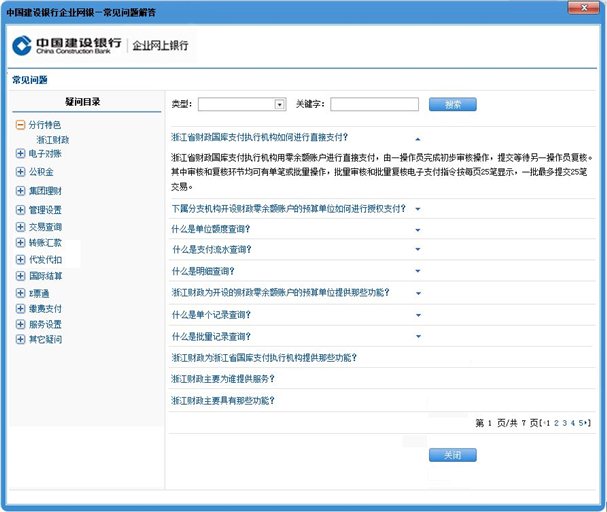 中国建设银行企业网银－常见问题解答
中国建设银行 企业网上银行
China Construction Bank
常见问题
疑问目录
类型: 关键字: 搜索
分行特色
浙江财政
电子对账
公积金
集团理财
管理设置
交易查询
转账汇款
代发代扣
国际结算
E票通
缴费支付
服务设置
其它疑问
浙江省财政国库支付执行机构如何进行直接支付?
浙江省财政国库支付执行机构用零余额账户进行直接支付，由一操作员完成初步审核操作，提交等待另一操作员复核。
其中审核和复核环节均可有单笔或批量操作，批量审核和批量复核电子支付指令按每页25笔显示，一批最多提交25笔
交易。
下属分支机构开设财政零余额账户的预算单位如何进行授权支付?
什么是单位额度查询?
什么是支付流水查询?
什么是明细查询?
浙江财政为开设的财政零余额账户的预算单位提供那些功能?
什么是单个记录查询?
什么是批量记录查询?
浙江财政为浙江省国库支付执行机构提供那些功能?
浙江财政主要为谁提供服务?
浙江财政主要具有那些功能?
第 1 页/共 7 页[1 2 3 4 5]
关闭